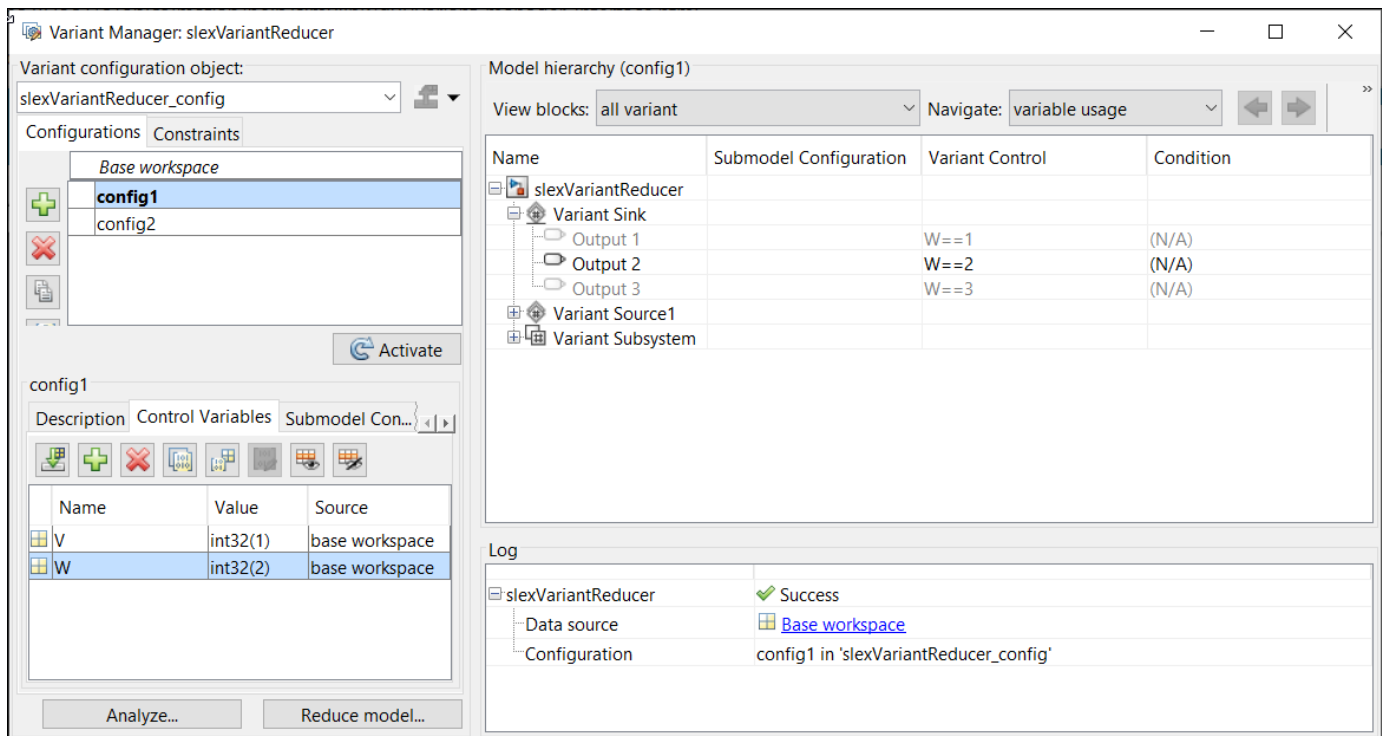 Variant Manager: slexVariantReducer
Variant configuration object:
slexVariantReducer_config
Configurations Constraints
Base workspace
config1
config2
Activate
config1
Description Control Variables Submodel Con...
Name Value Source
V int32(1) base workspace
W int32(2) base workspace
Analyze... Reduce model...
Model hierarchy (config1)
View blocks: all variant Navigate: variable usage »
Name Submodel Configuration Variant Control Condition
slexVariantReducer
Variant Sink
Output 1 W==1 (N/A)
Output 2 W==2 (N/A)
Output 3 W==3 (N/A)
Variant Source1
Variant Subsystem
Log
slexVariantReducer Success
Data source Base workspace
Configuration config1 in 'slexVariantReducer_config'